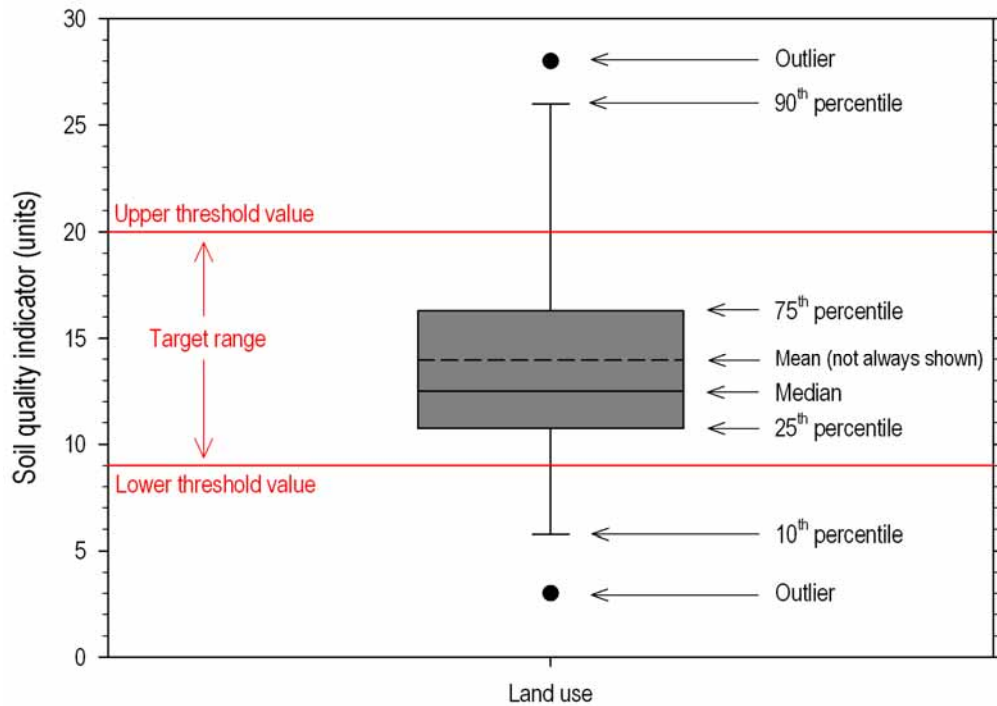 30
25
20
15
10
5
0
Soil quality indicator (units)
Upper threshold value
Target range
Lower threshold value
Outlier
90th percentile
75th percentile
Mean (not always shown)
Median
25th percentile
10th percentile
Outlier
Land use